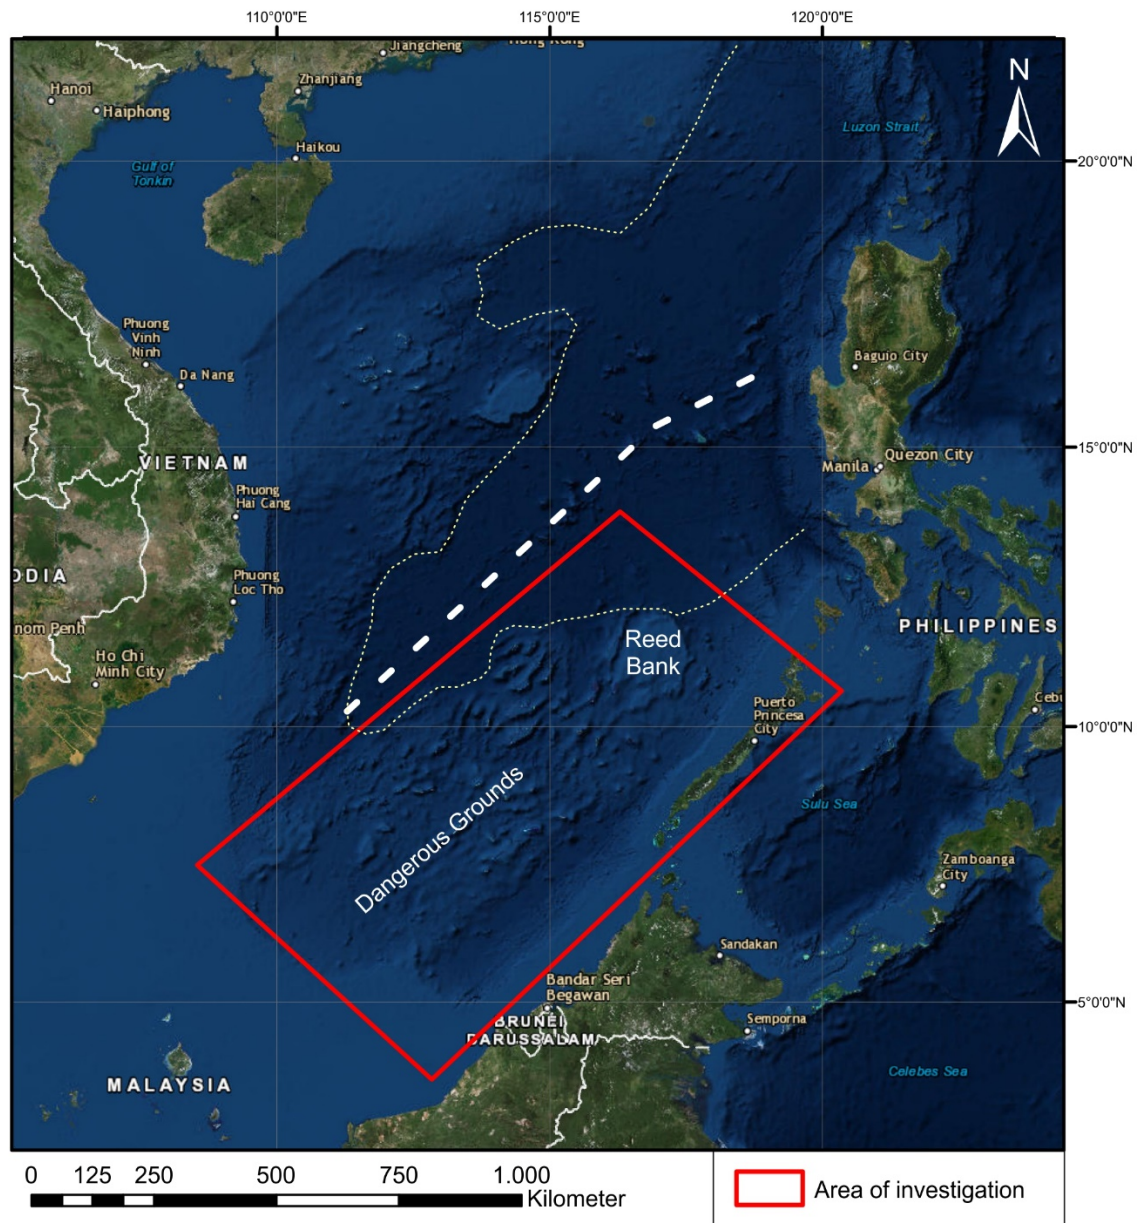 110°0'0"E
115°0'0"E
120°0'0"E
Jiangcheng
Hong Kong
N
Hanoi
Zhanjiang
Haiphong
Luzon Strait
Haikou
20°0'0"N
Gulf of
Tonkin
Phuong
Vinh
Ninh
Baguio City
Da Nang
15°0'0"N
VIETNAM
Quezon City
Manila
Phuong
Hai Cang
ODIA
Phuong
Loc Tho
nom Penh
PHILIPPINES
Reed
Bank
Ho Chi
Minh City
Puerto
Princesa
City
Cebu
10°0'0"N
Dangerous Grounds
Sulu Sea
Zamboanga
City
Sandakan
Bandar Seri
Begawan
5°0'0"N
BRUNEI
DARUSSALAM
Semporna
MALAYSIA
Celebes Sea
0 125 250 500 750 1.000
Kilometer
Area of investigation